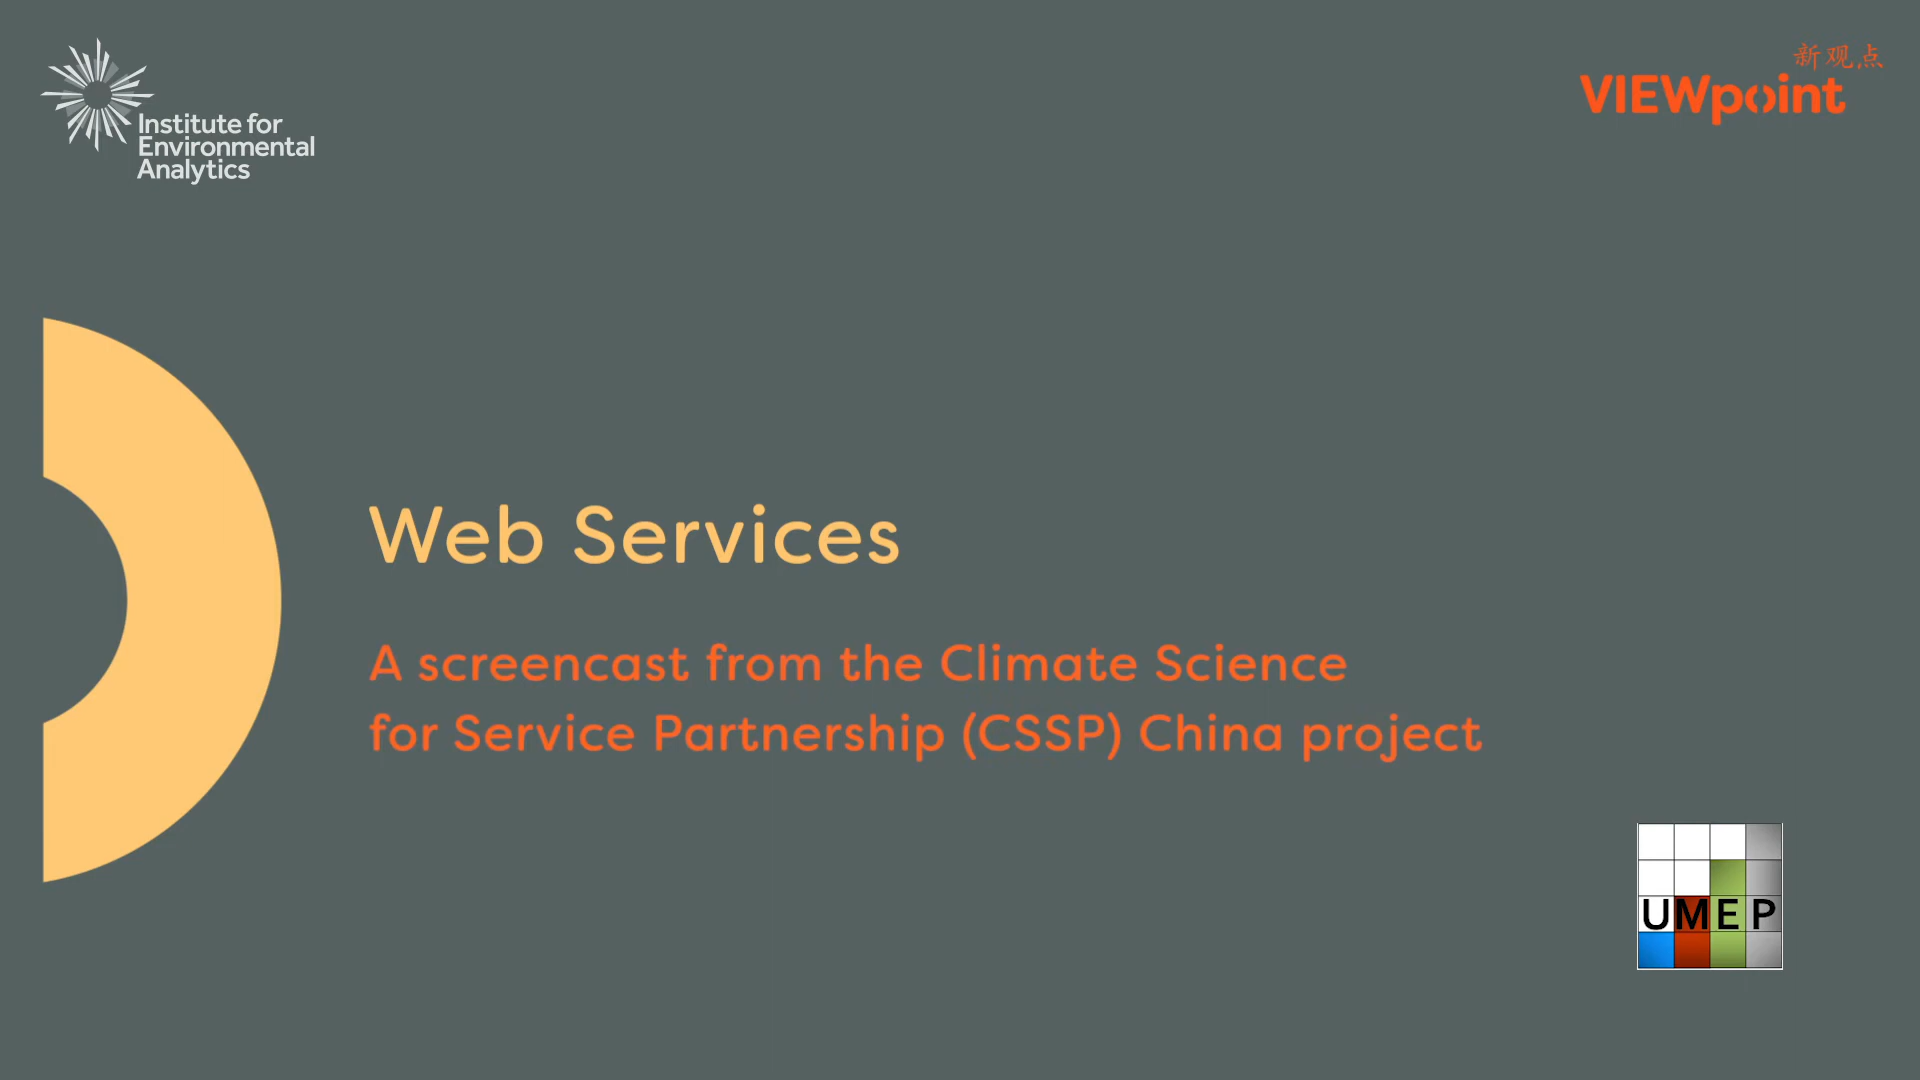 Institute for
Environmental
Analytics
新观点
VIEWpoint
Web Services
A screencast from the Climate Science
for Service Partnership (CSSP) China project
UMEP